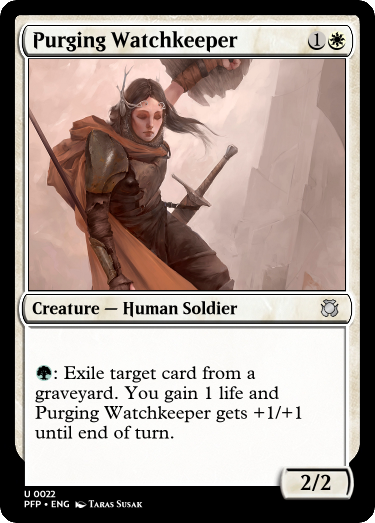 Purging Watchkeeper 1
Creature — Human Soldier
: Exile target card from a
graveyard. You gain 1 life and
Purging Watchkeeper gets +1/+1
until end of turn.
2/2
U 0022
PFP • ENG Taras Susak